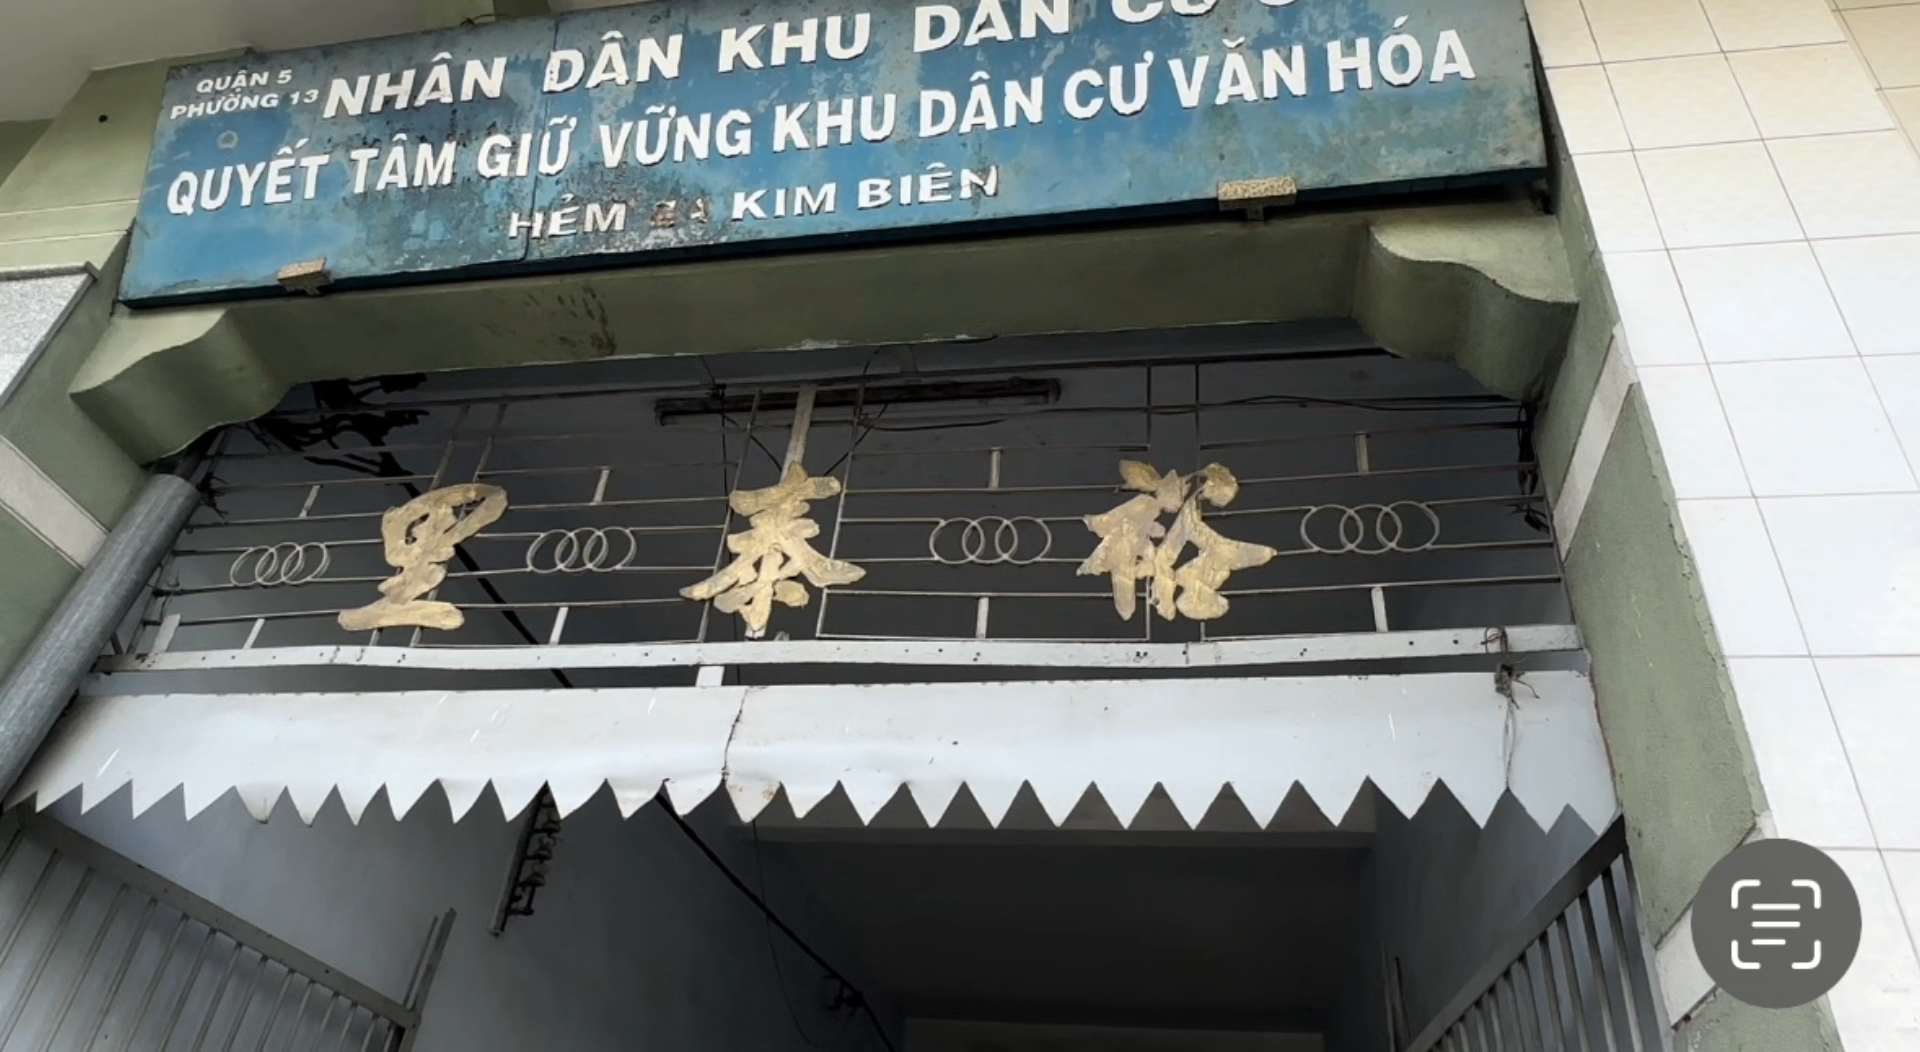 QUẬN 5
PHƯỜNG 13
NHÂN DÂN KHU DÂN CƯ
QUYẾT TÂM GIỮ VỮNG KHU DÂN CƯ VĂN HÓA
HẺM KIM BIÊN
裕泰里